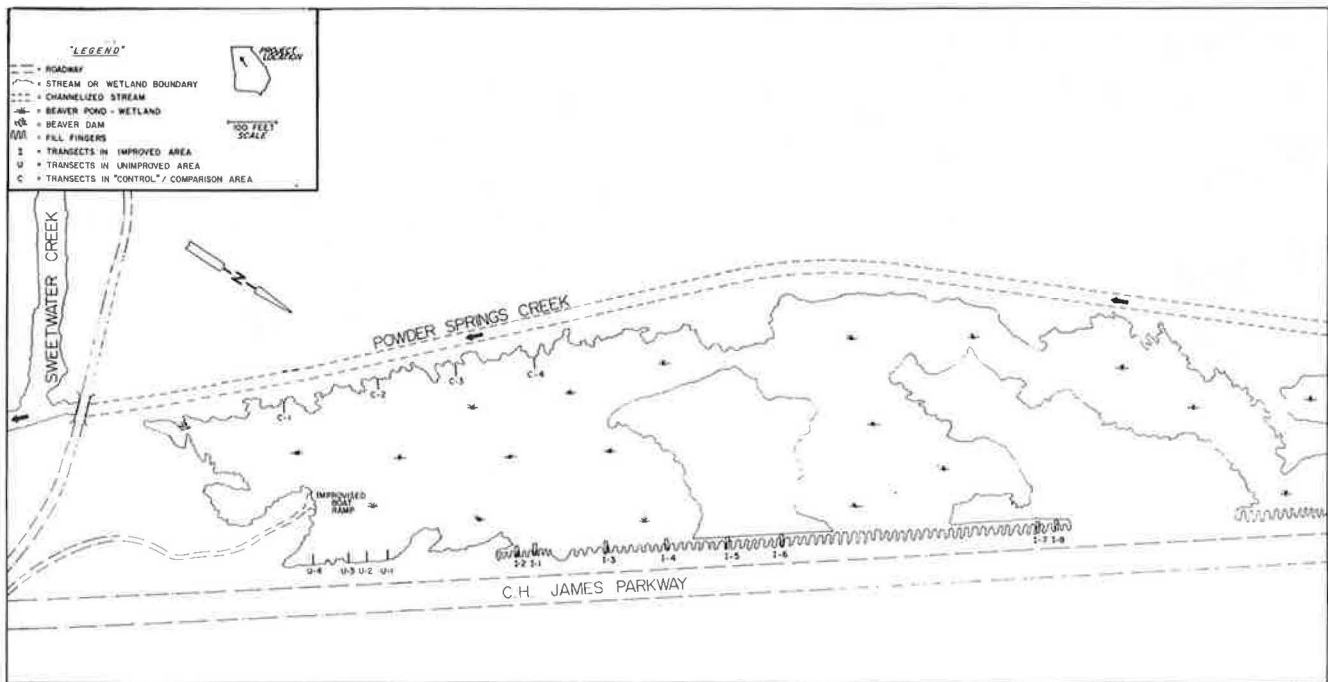 "LEGEND"
PROJECT LOCATION
= ROADWAY
= STREAM OR WETLAND BOUNDARY
= CHANNELIZED STREAM
= BEAVER POND - WETLAND
= BEAVER DAM
= FILL FINGERS
I = TRANSECTS IN IMPROVED AREA
U = TRANSECTS IN UNIMPROVED AREA
C = TRANSECTS IN "CONTROL" / COMPARISON AREA
100 FEET
SCALE
SWEETWATER CREEK
N
POWDER SPRINGS CREEK
C-1
C-2
C-3
C-4
IMPROVISED
BOAT
RAMP
U-4 U-3 U-2 U-1
I-2 I-1 I-3 I-4 I-5 I-6 I-7 I-8
C.H. JAMES PARKWAY